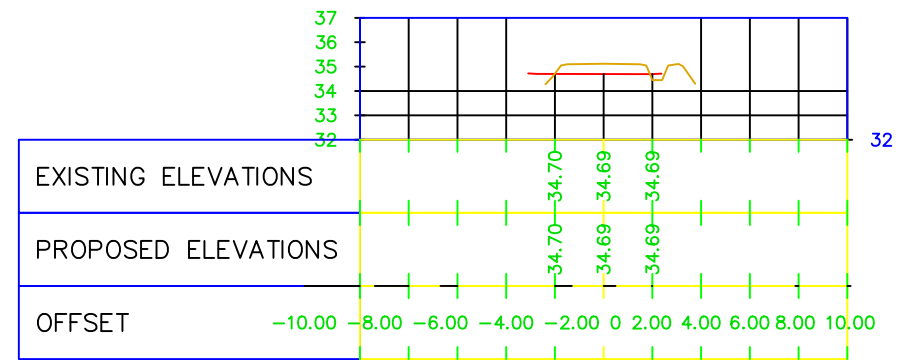 37
36
35
34
33
32
32
EXISTING ELEVATIONS 34.70 34.69 34.69
PROPOSED ELEVATIONS 34.70 34.69 34.69
OFFSET -10.00 -8.00 -6.00 -4.00 -2.00 0 2.00 4.00 6.00 8.00 10.00